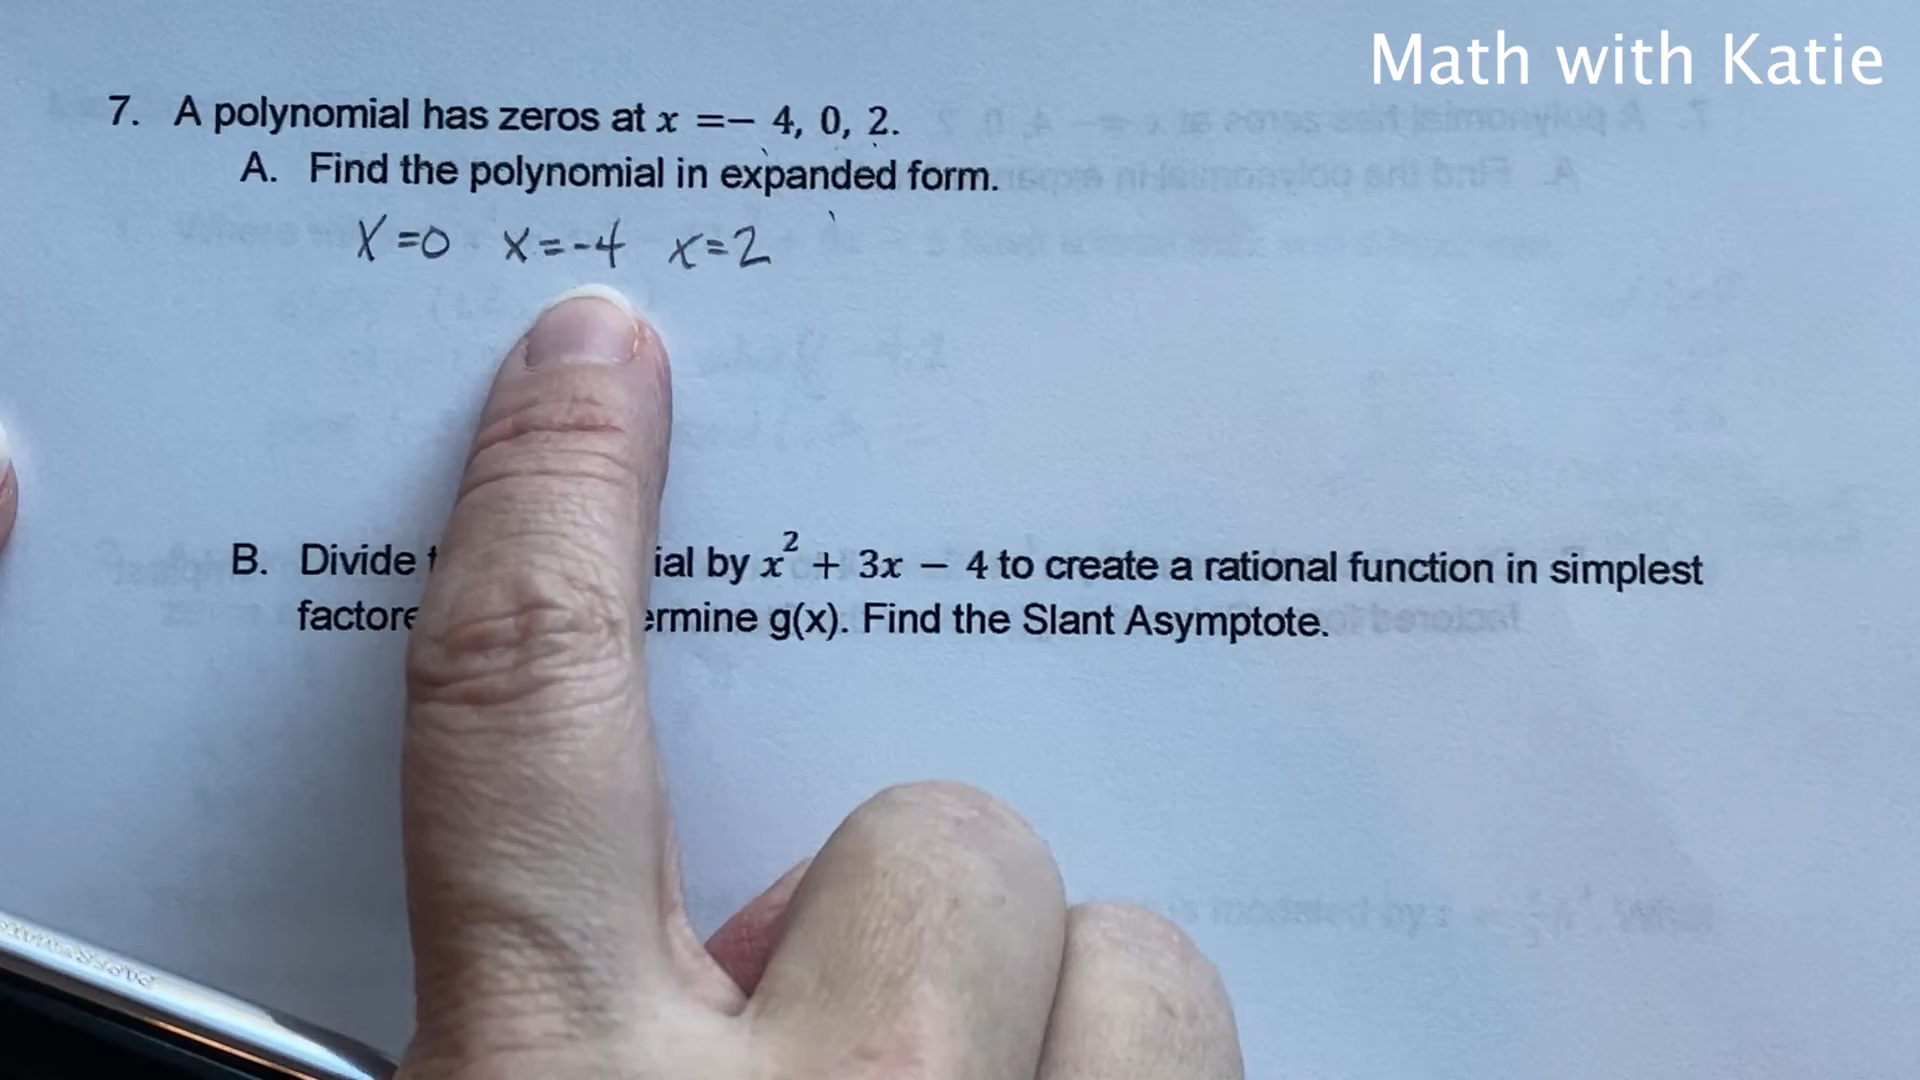 Math with Katie
7. A polynomial has zeros at x =− 4, 0, 2.
A. Find the polynomial in expanded form.
X=0 x=-4 x=2
B. Divide ial by x² + 3x − 4 to create a rational function in simplest
factore ermine g(x). Find the Slant Asymptote.